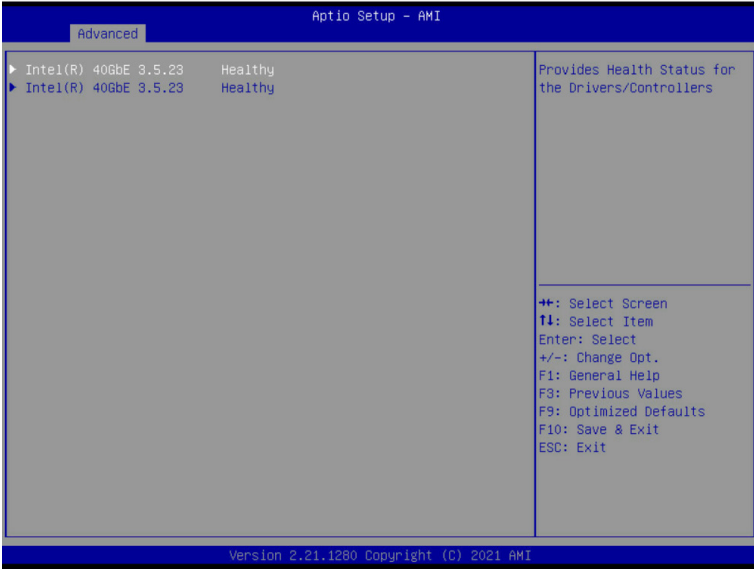 Aptio Setup – AMI
Advanced
Intel(R) 40GbE 3.5.23 Healthy
Intel(R) 40GbE 3.5.23 Healthy
Provides Health Status for
the Drivers/Controllers
→←: Select Screen
↑↓: Select Item
Enter: Select
+/-: Change Opt.
F1: General Help
F3: Previous Values
F9: Optimized Defaults
F10: Save & Exit
ESC: Exit
Version 2.21.1280 Copyright (C) 2021 AMI